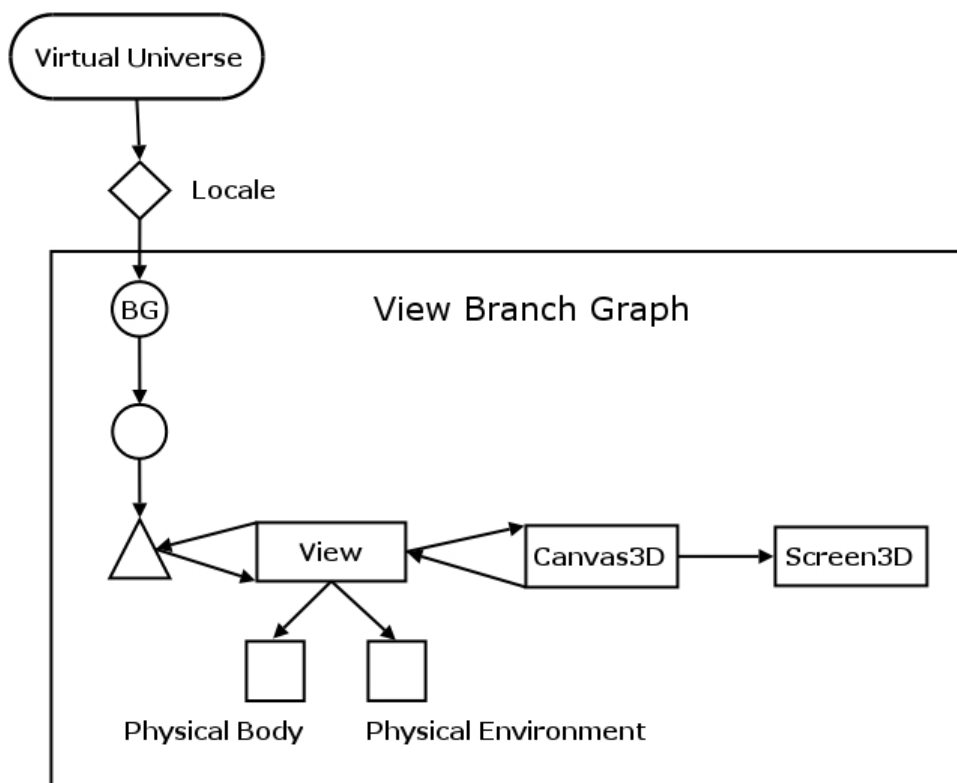 Virtual Universe
Locale
BG
View Branch Graph
View
Canvas3D
Screen3D
Physical Body
Physical Environment